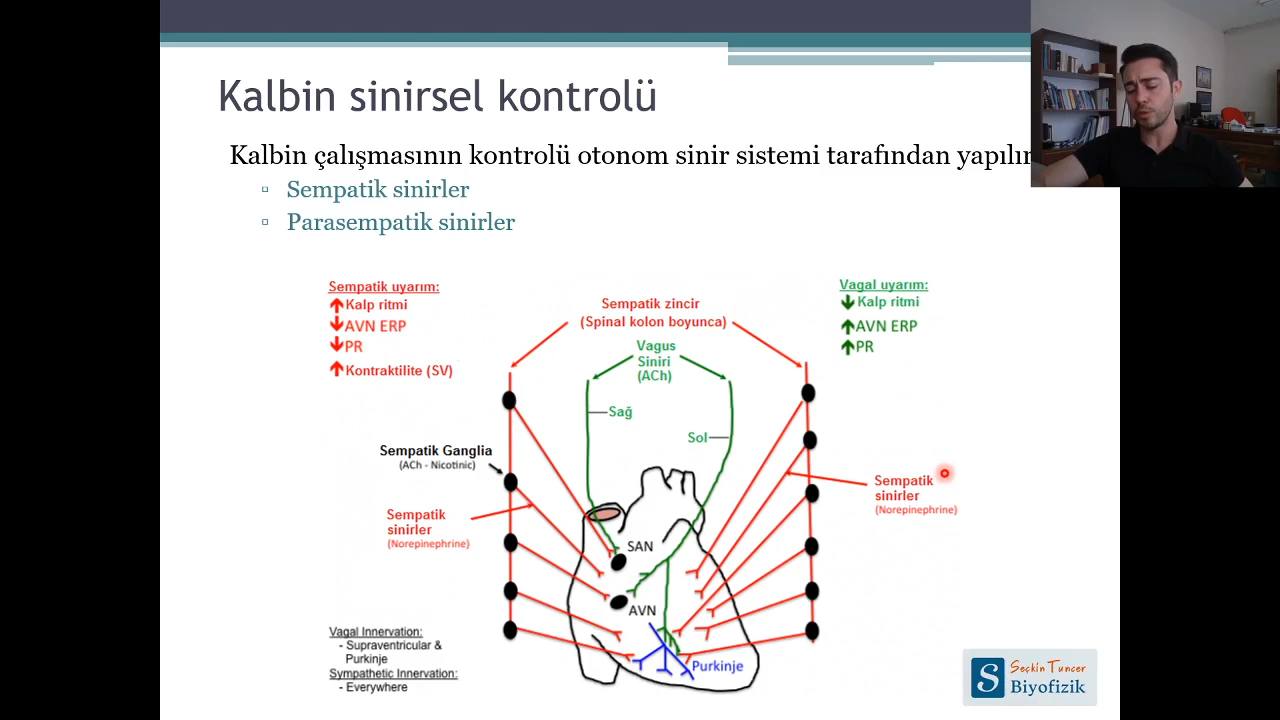 Kalbin sinirsel kontrolü
Kalbin çalışmasının kontrolü otonom sinir sistemi tarafından yapılır
Sempatik sinirler
Parasempatik sinirler
Sempatik uyarım:
Kalp ritmi
AVN ERP
PR
Kontraktilite (SV)
Sempatik zincir
(Spinal kolon boyunca)
Vagal uyarım:
Kalp ritmi
AVN ERP
PR
Vagus
Siniri
(ACh)
Sağ
Sol
Sempatik Ganglia
(ACh - Nicotinic)
Sempatik
sinirler
(Norepinephrine)
Sempatik
sinirler
(Norepinephrine)
SAN
AVN
Purkinje
Vagal Innervation:
- Supraventricular &
Purkinje
Sympathetic Innervation:
- Everywhere
S
Seçkin Tuncer
Biyofizik